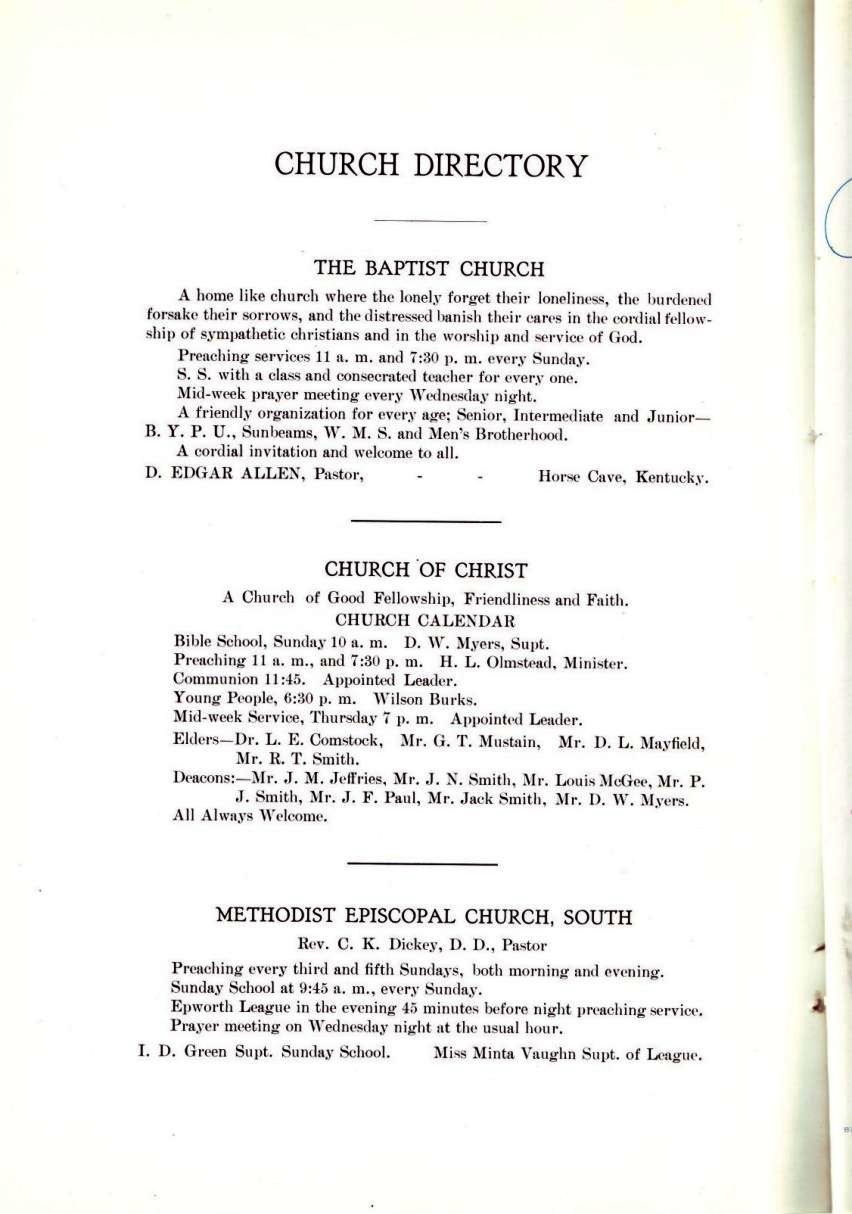 CHURCH DIRECTORY
THE BAPTIST CHURCH
A home like church where the lonely forget their loneliness, the burdened
forsake their sorrows, and the distressed banish their cares in the cordial fellow-
ship of sympathetic christians and in the worship and service of God.
Preaching services 11 a. m. and 7:30 p. m. every Sunday.
S. S. with a class and consecrated teacher for every one.
Mid-week prayer meeting every Wednesday night.
A friendly organization for every age; Senior, Intermediate and Junior—
B. Y. P. U., Sunbeams, W. M. S. and Men's Brotherhood.
A cordial invitation and welcome to all.
D. EDGAR ALLEN, Pastor, - - Horse Cave, Kentucky.
CHURCH OF CHRIST
A Church of Good Fellowship, Friendliness and Faith.
CHURCH CALENDAR
Bible School, Sunday 10 a. m. D. W. Myers, Supt.
Preaching 11 a. m., and 7:30 p. m. H. L. Olmstead, Minister.
Communion 11:45. Appointed Leader.
Young People, 6:30 p. m. Wilson Burks.
Mid-week Service, Thursday 7 p. m. Appointed Leader.
Elders—Dr. L. E. Comstock, Mr. G. T. Mustain, Mr. D. L. Mayfield,
Mr. R. T. Smith.
Deacons:—Mr. J. M. Jeffries, Mr. J. N. Smith, Mr. Louis McGee, Mr. P.
J. Smith, Mr. J. F. Paul, Mr. Jack Smith, Mr. D. W. Myers.
All Always Welcome.
METHODIST EPISCOPAL CHURCH, SOUTH
Rev. C. K. Dickey, D. D., Pastor
Preaching every third and fifth Sundays, both morning and evening.
Sunday School at 9:45 a. m., every Sunday.
Epworth League in the evening 45 minutes before night preaching service.
Prayer meeting on Wednesday night at the usual hour.
I. D. Green Supt. Sunday School. Miss Minta Vaughn Supt. of League.